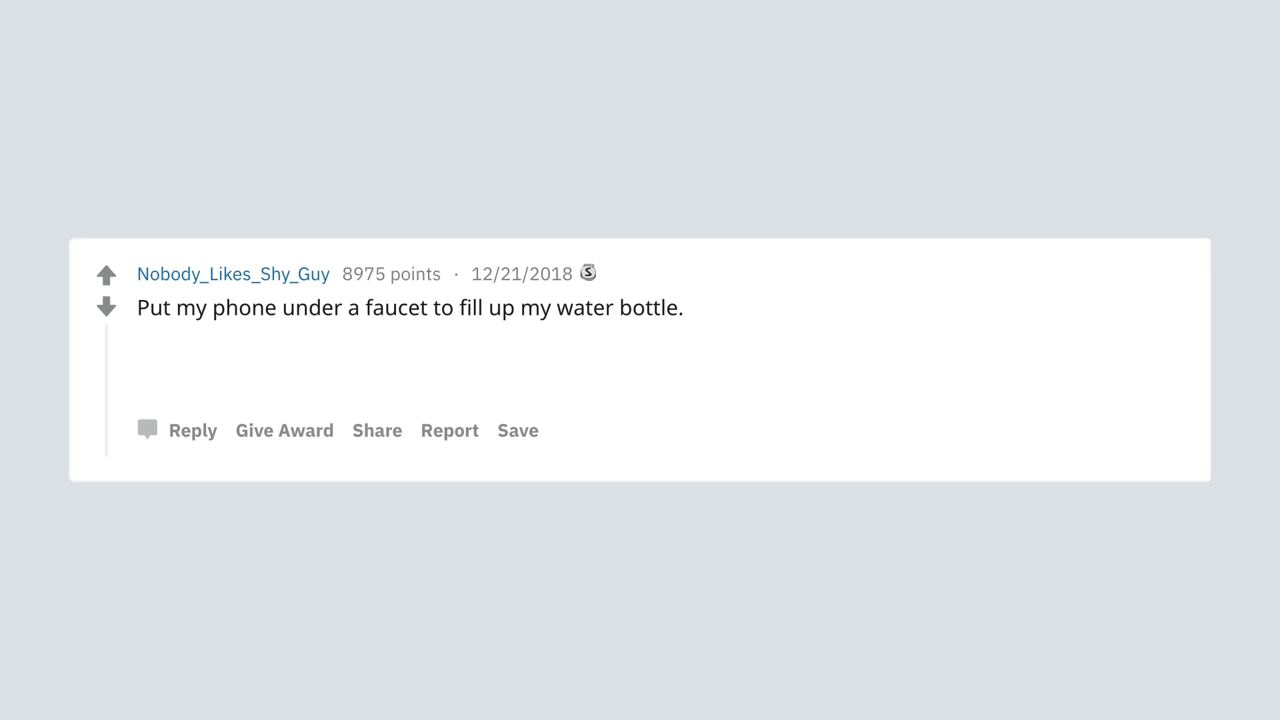 Nobody_Likes_Shy_Guy 8975 points · 12/21/2018 S
Put my phone under a faucet to fill up my water bottle.
Reply Give Award Share Report Save